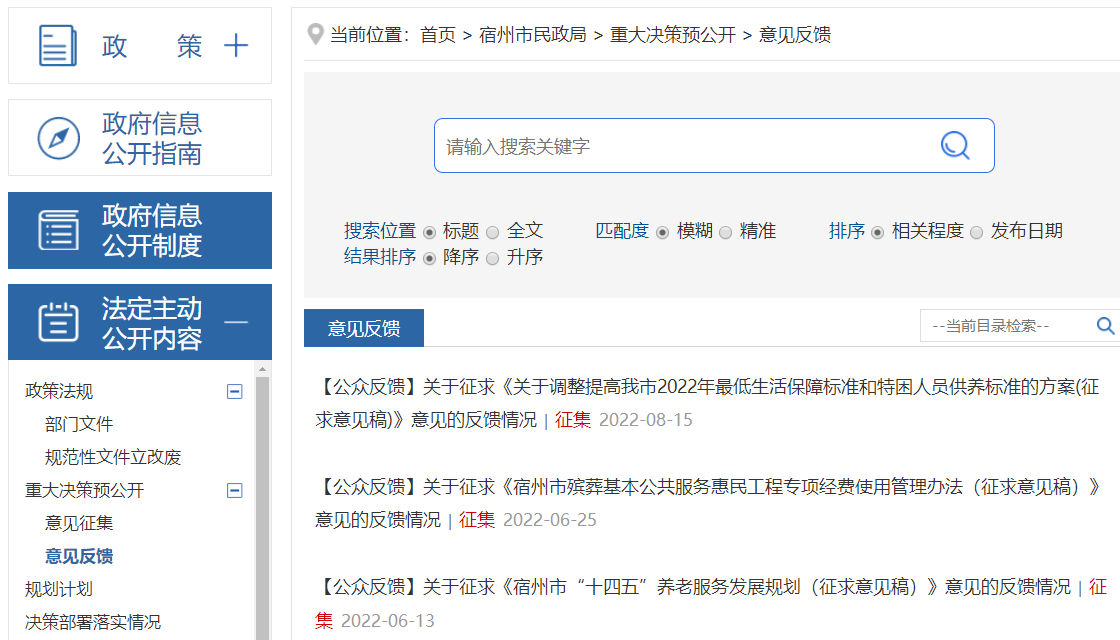 政 策
政府信息
公开指南
政府信息
公开制度
法定主动
公开内容
政策法规
部门文件
规范性文件立改废
重大决策预公开
意见征集
意见反馈
规划计划
决策部署落实情况
当前位置：首页 > 宿州市民政局 > 重大决策预公开 > 意见反馈
请输入搜索关键字
搜索位置 标题 全文 匹配度 模糊 精准 排序 相关程度 发布日期
结果排序 降序 升序
意见反馈
--当前目录检索--
【公众反馈】关于征求《关于调整提高我市2022年最低生活保障标准和特困人员供养标准的方案(征
求意见稿)》意见的反馈情况 | 征集 2022-08-15
【公众反馈】关于征求《宿州市殡葬基本公共服务惠民工程专项经费使用管理办法（征求意见稿）》
意见的反馈情况 | 征集 2022-06-25
【公众反馈】关于征求《宿州市“十四五”养老服务发展规划（征求意见稿）》意见的反馈情况 | 征
集 2022-06-13